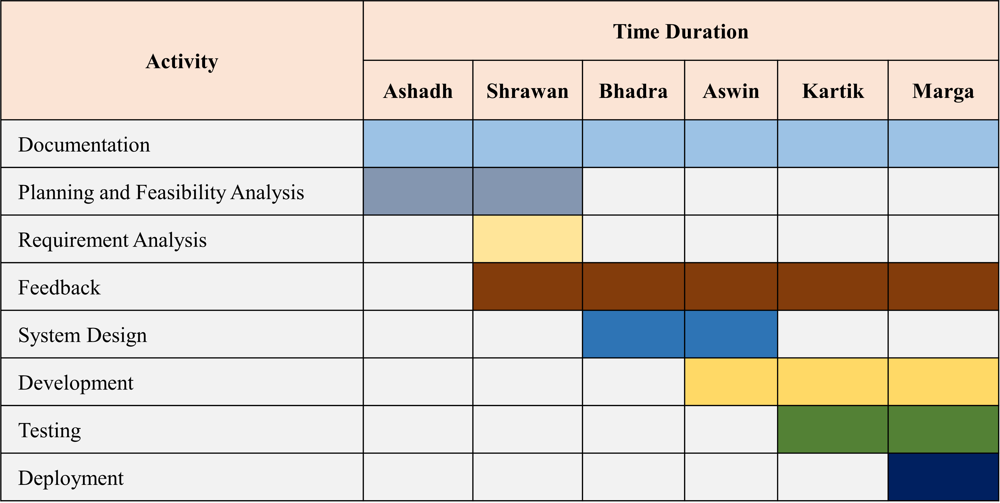 Activity
Time Duration
Ashadh Shrawan Bhadra Aswin Kartik Marga
Documentation
Planning and Feasibility Analysis
Requirement Analysis
Feedback
System Design
Development
Testing
Deployment